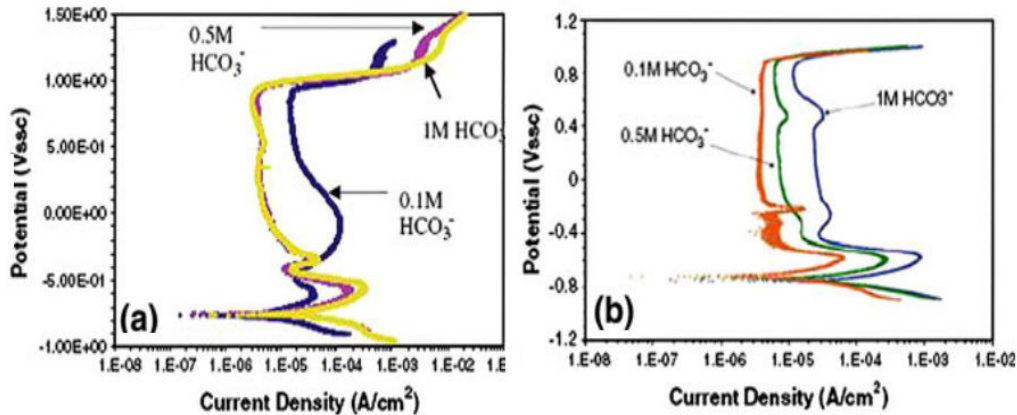 1.50E+00
1.00E+00
5.00E-01
0.00E+00
-5.00E-01
-1.00E+00
Potential (Vssc)
0.5M
HCO₃⁻
1M HCO
0.1M
HCO₃⁻
(a)
1.E-08 1.E-07 1.E-06 1.E-05 1.E-04 1.E-03 1.E-02 1.E-
Current Density (A/cm²)
1.2
0.8
0.4
0
-0.4
-0.8
-1.2
Potential (Vssc)
0.1M HCO₃⁻
1M HCO3⁻
0.5M HCO₃⁻
(b)
1.E-08 1.E-07 1.E-06 1.E-05 1.E-04 1.E-03 1.E-02
Current Density (A/cm²)